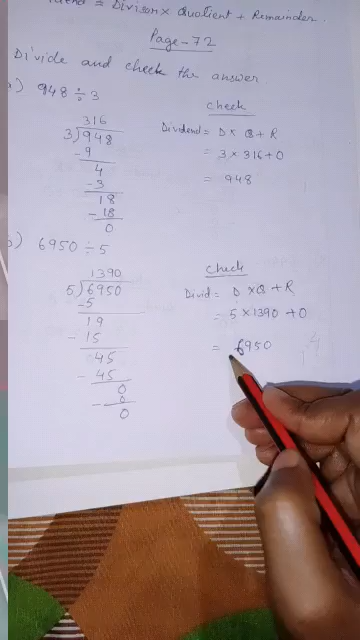 = Divison x Quotient + Remainder.
Page-72
Divide and check the answer
a) 948 ÷ 3
316
3)948
-9
4
-3
18
-18
0
Check
Dividend = D x Q + R
= 3 x 316 + 0
= 948
b) 6950 ÷ 5
1390
5)6950
-5
19
- 15
45
- 45
0
- 0
0
Check
Divid = D x Q + R
= 5 x 1390 + 0
= 6950